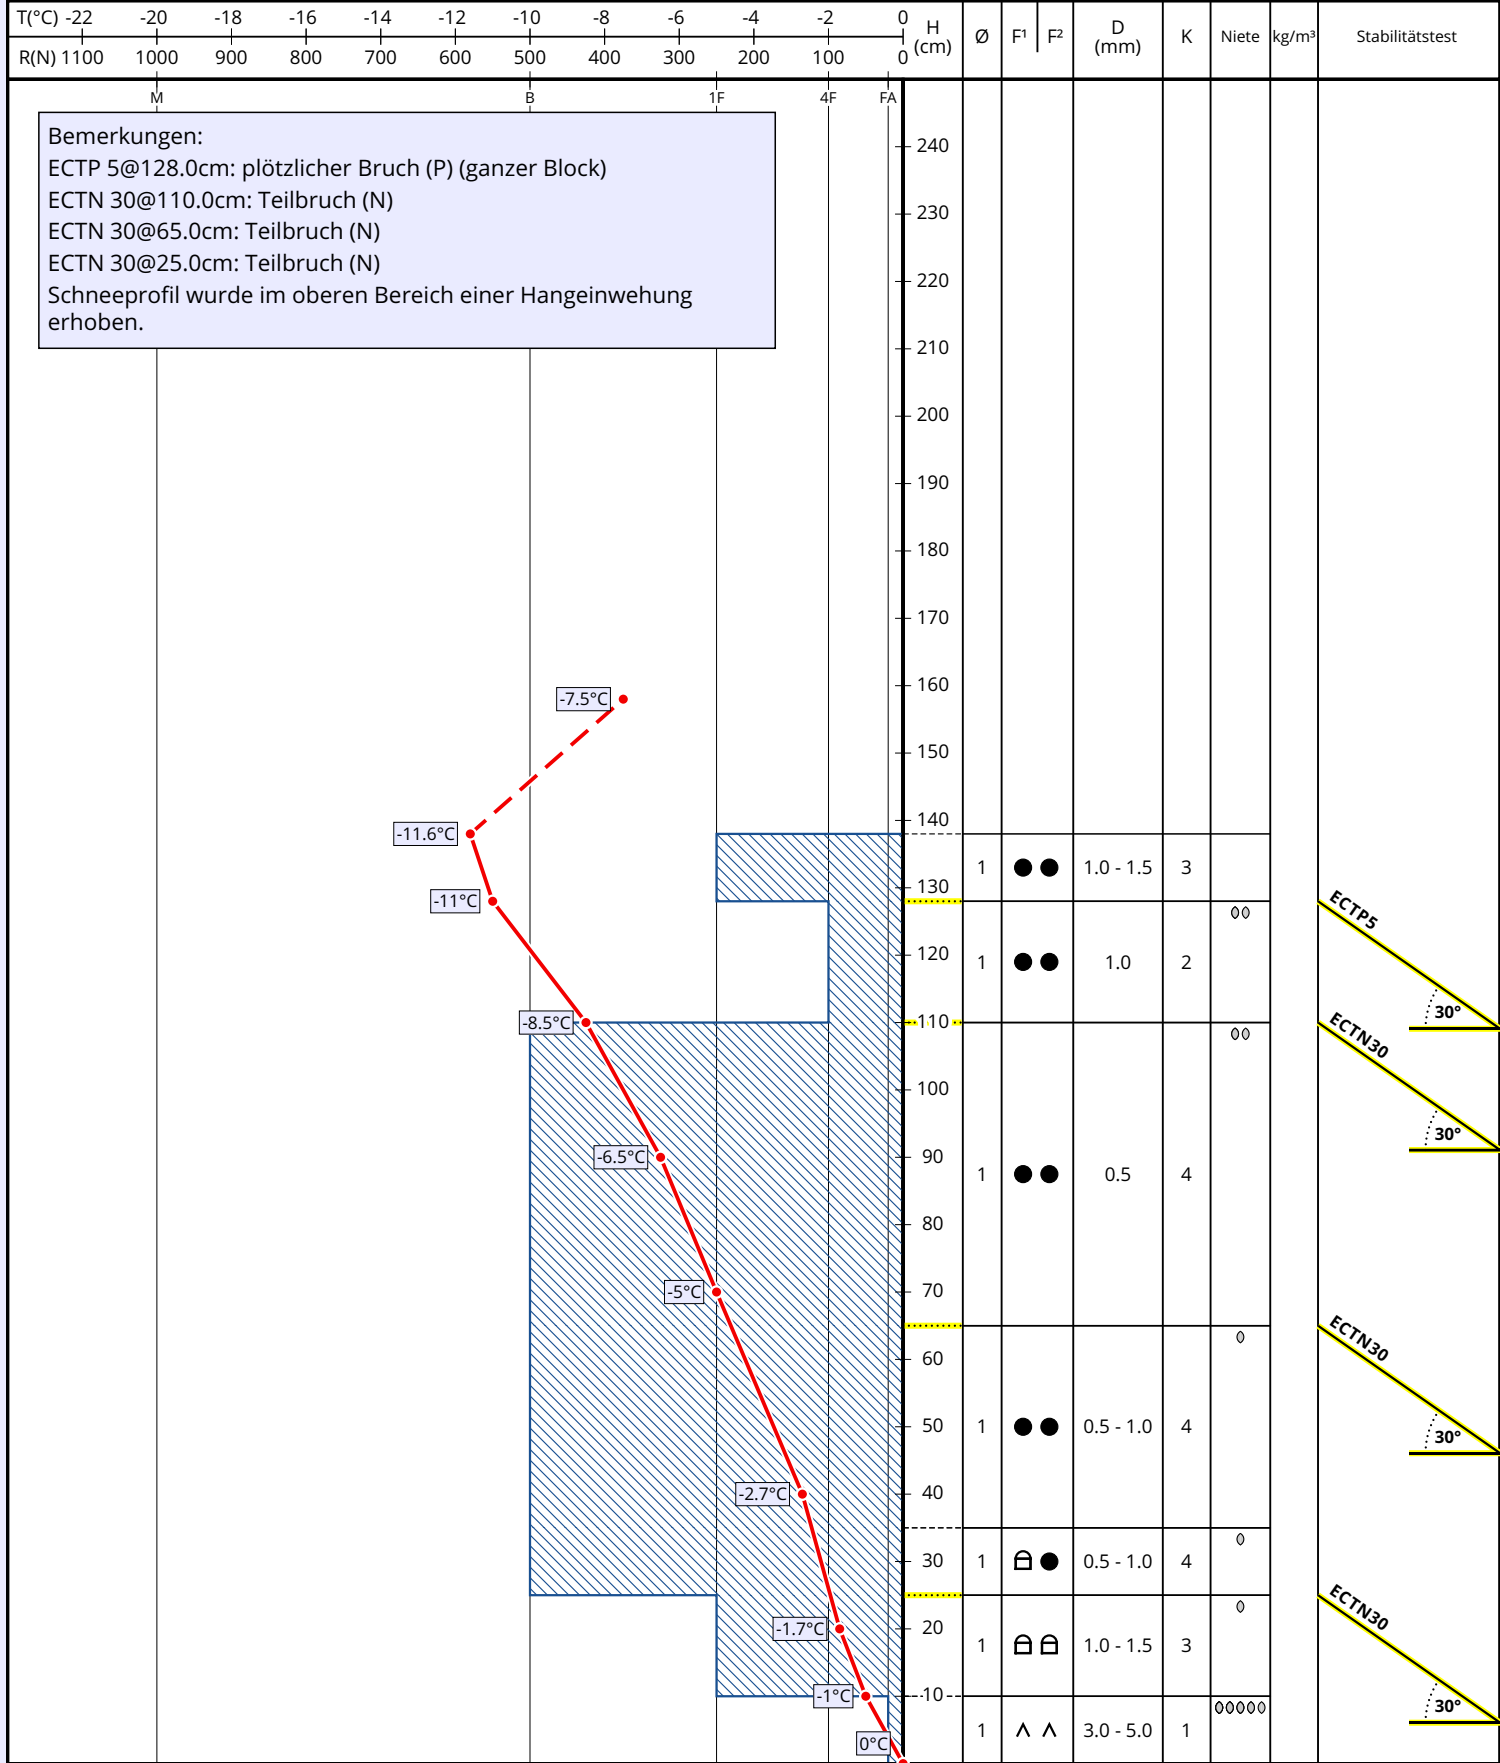 T(°C) -22 -20 -18 -16 -14 -12 -10 -8 -6 -4 -2 0
R(N) 1100 1000 900 800 700 600 500 400 300 200 100 0
H (cm) Ø F¹ F² D (mm) K Niete kg/m³ Stabilitätstest
M B 1F 4F FA
Bemerkungen:
ECTP 5@128.0cm: plötzlicher Bruch (P) (ganzer Block)
ECTN 30@110.0cm: Teilbruch (N)
ECTN 30@65.0cm: Teilbruch (N)
ECTN 30@25.0cm: Teilbruch (N)
Schneeprofil wurde im oberen Bereich einer Hangeinwehung
erhoben.
240
230
220
210
200
190
180
170
160
-7.5°C
150
140
-11.6°C
1 1.0 - 1.5 3
130
-11°C
ECTP5
120
1 1.0 2
30°
-8.5°C 110
ECTN30
100
30°
-6.5°C 90
1 0.5 4
80
-5°C 70
ECTN30
60
50 1 0.5 - 1.0 4
30°
-2.7°C 40
30 1 0.5 - 1.0 4
ECTN30
-1.7°C 20
1 1.0 - 1.5 3
-1°C 10
30°
1 3.0 - 5.0 1
0°C